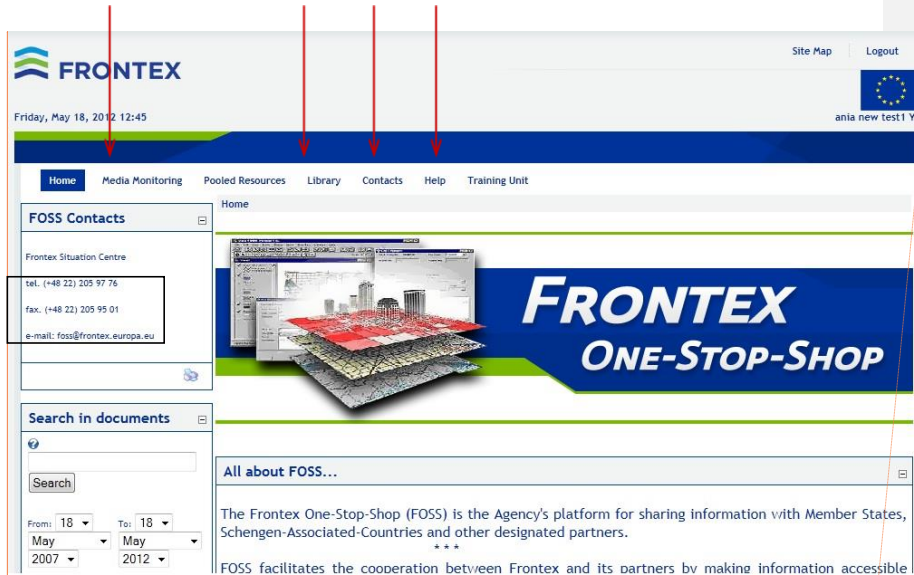 Site Map Logout
FRONTEX
Friday, May 18, 2012 12:45
ania new test1 Y
Home Media Monitoring Pooled Resources Library Contacts Help Training Unit
Home
FOSS Contacts
Frontex Situation Centre
tel. (+48 22) 205 97 76
fax. (+48 22) 205 95 01
e-mail: foss@frontex.europa.eu
FRONTEX
ONE-STOP-SHOP
Search in documents
Search
From: 18 To: 18
May May
2007 2012
All about FOSS...
The Frontex One-Stop-Shop (FOSS) is the Agency's platform for sharing information with Member States,
Schengen-Associated-Countries and other designated partners.
* * *
FOSS facilitates the cooperation between Frontex and its partners by making information accessible